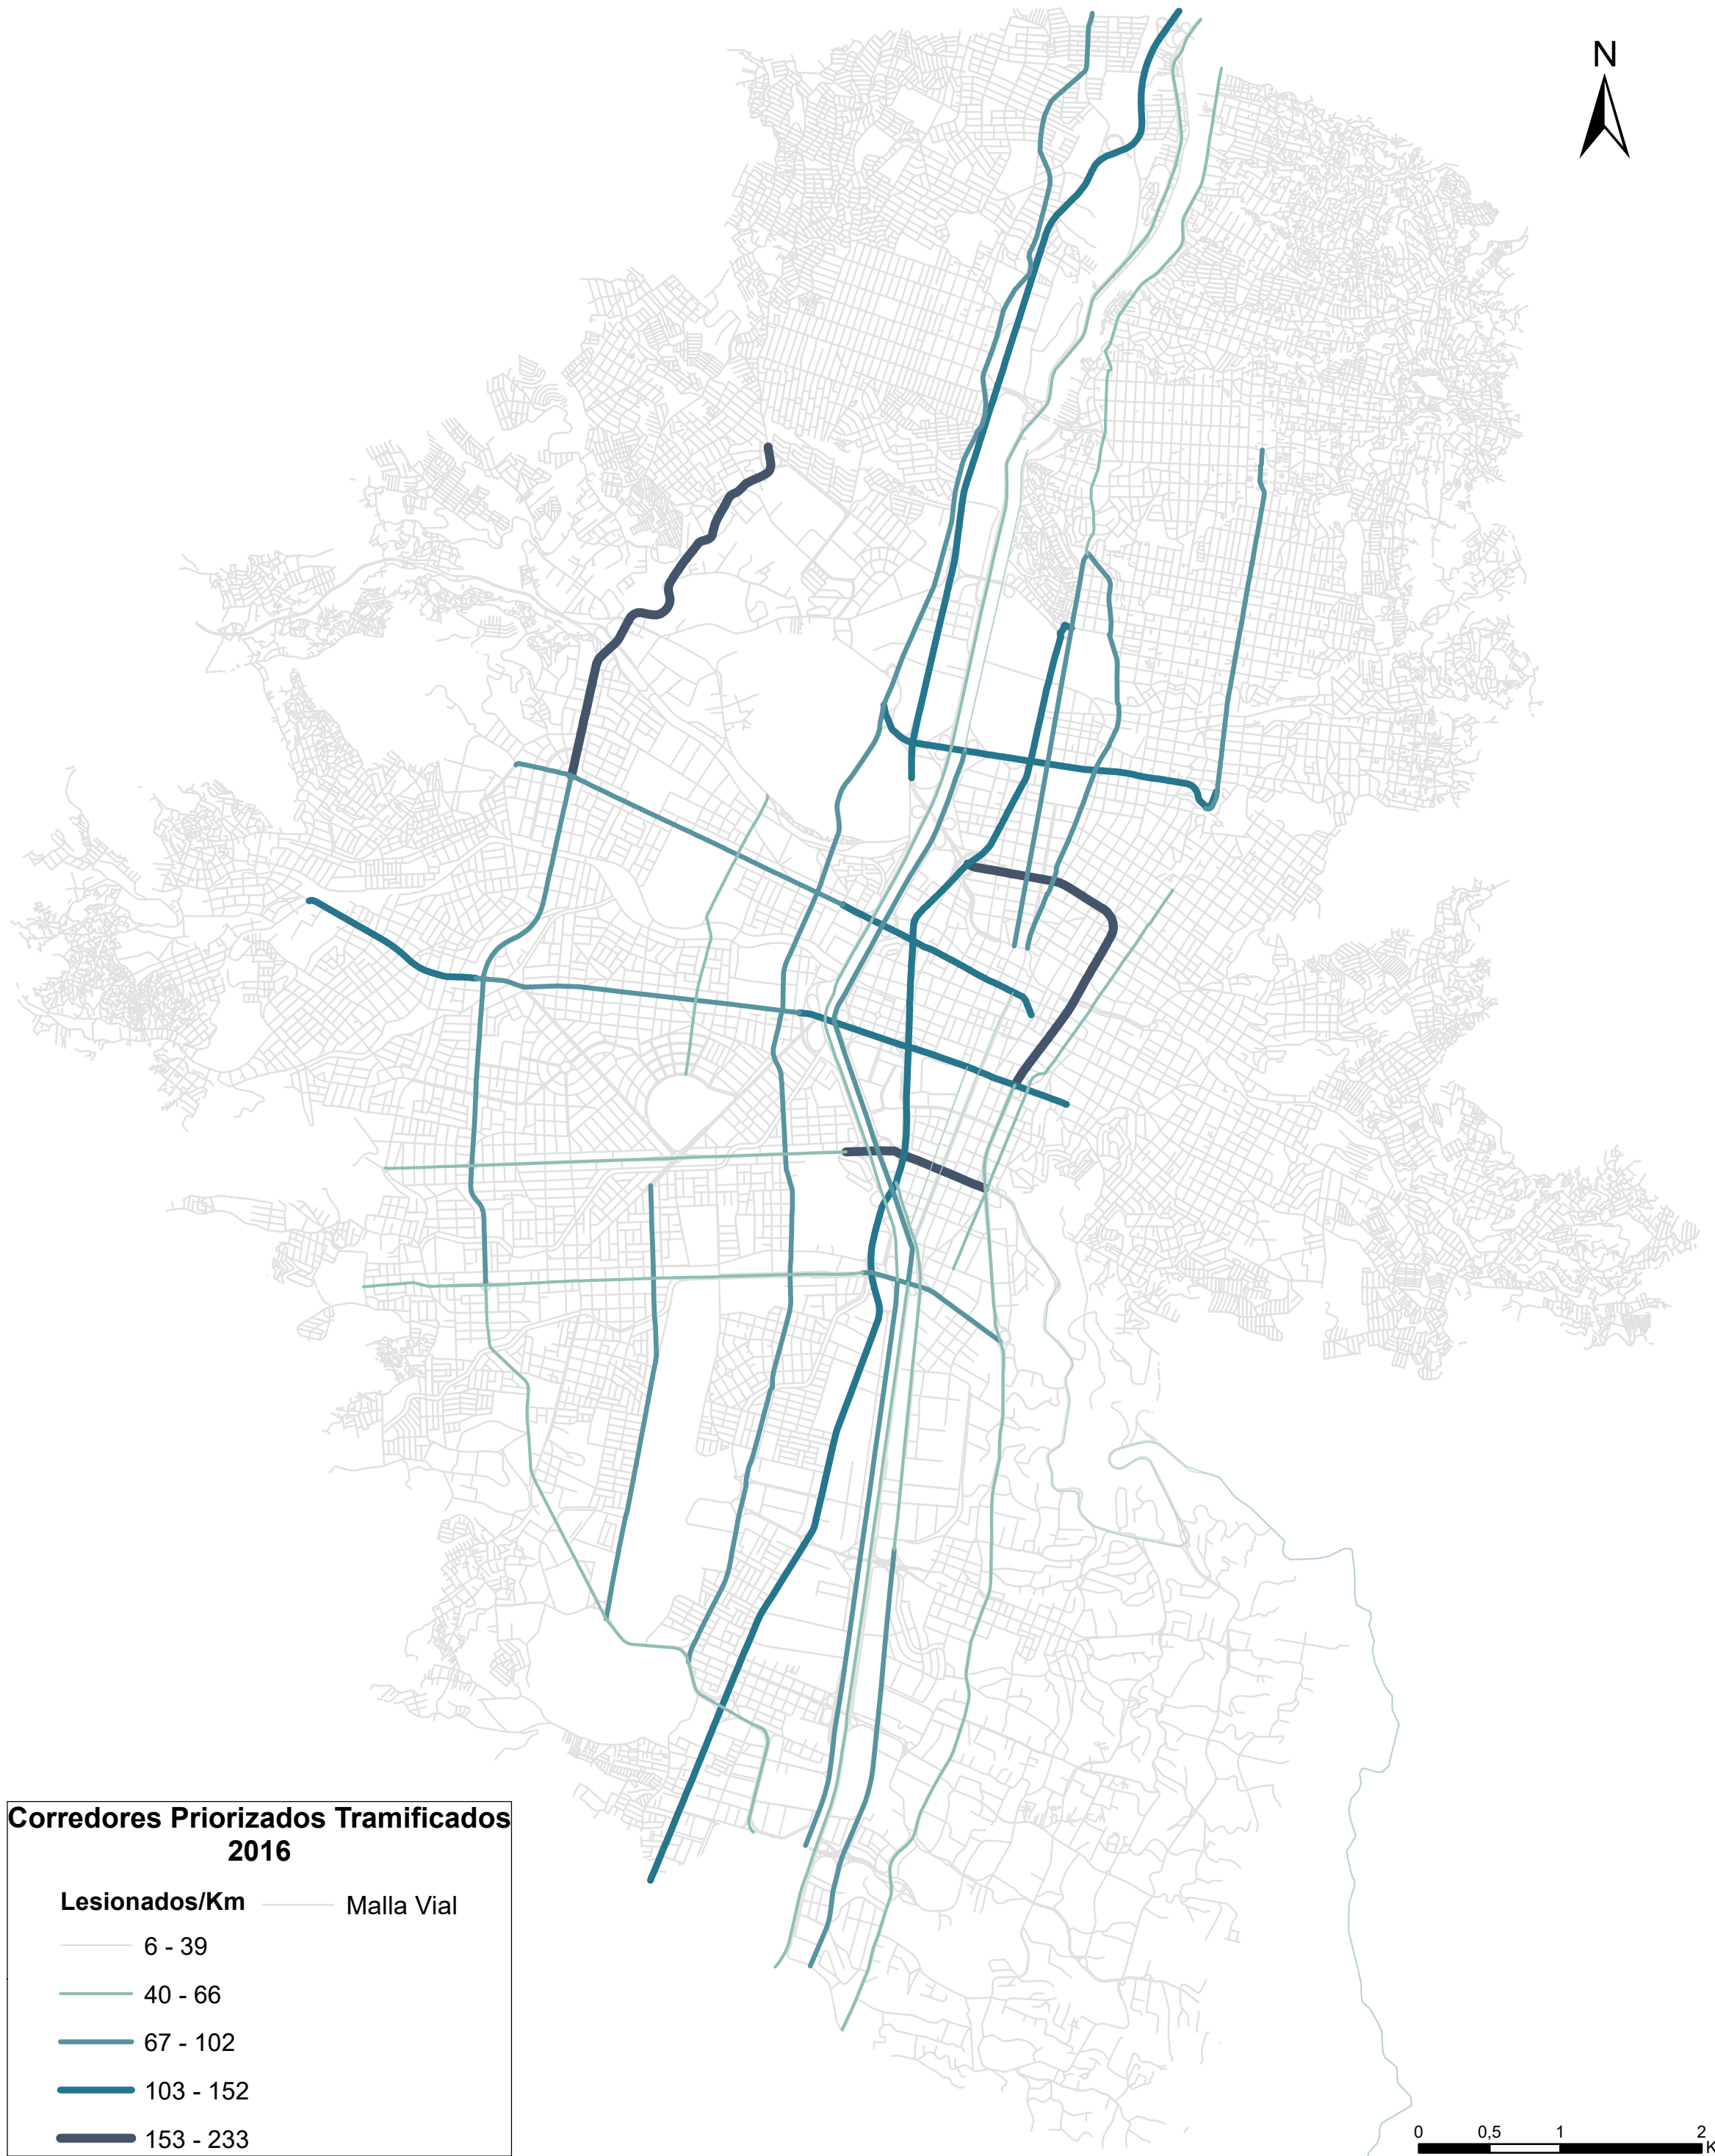 N
Corredores Priorizados Tramificados
2016
Lesionados/Km
Malla Vial
6 - 39
40 - 66
67 - 102
103 - 152
153 - 233
0 0,5 1 2
K